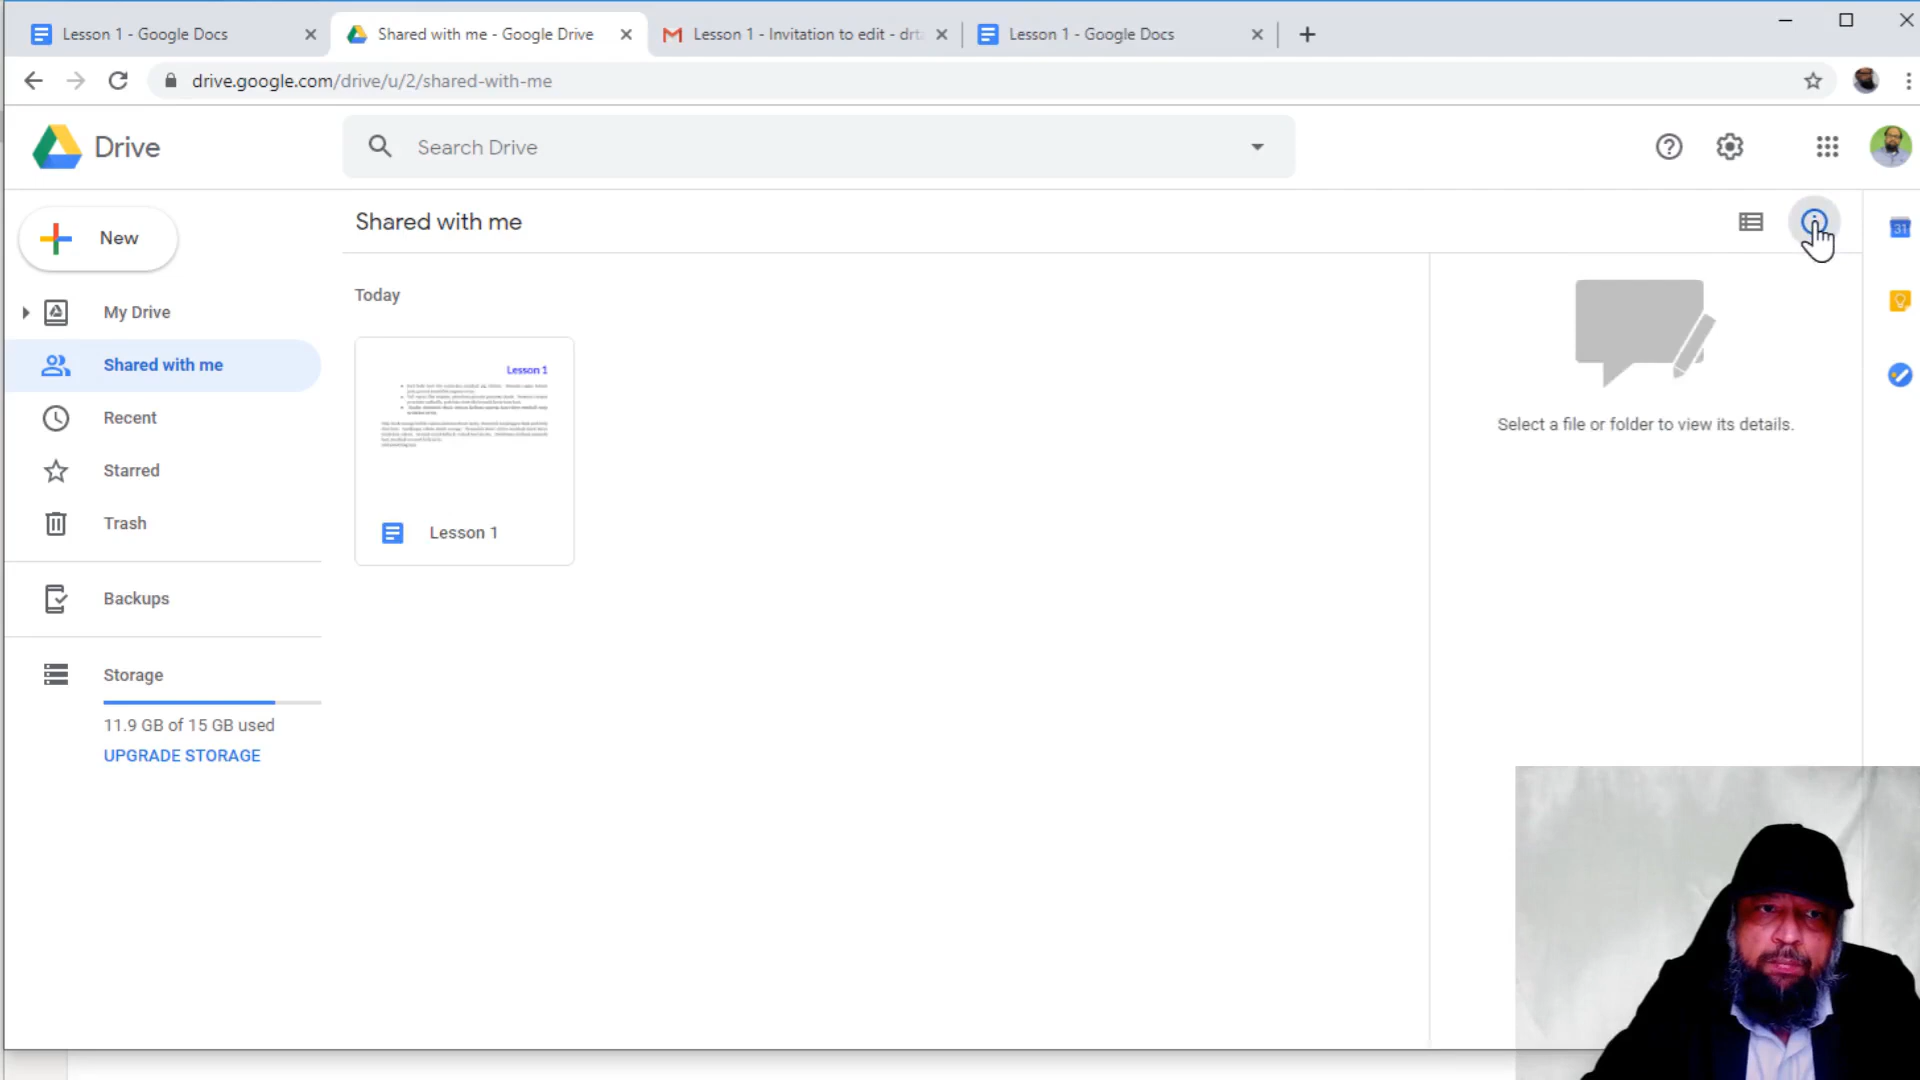 Lesson 1 - Google Docs
Shared with me - Google Drive
Lesson 1 - Invitation to edit - drta
Lesson 1 - Google Docs
drive.google.com/drive/u/2/shared-with-me
Drive
Search Drive
New
Shared with me
31
My Drive
Today
Shared with me
Lesson 1
Recent
Select a file or folder to view its details.
Starred
Trash
Lesson 1
Backups
Storage
11.9 GB of 15 GB used
UPGRADE STORAGE